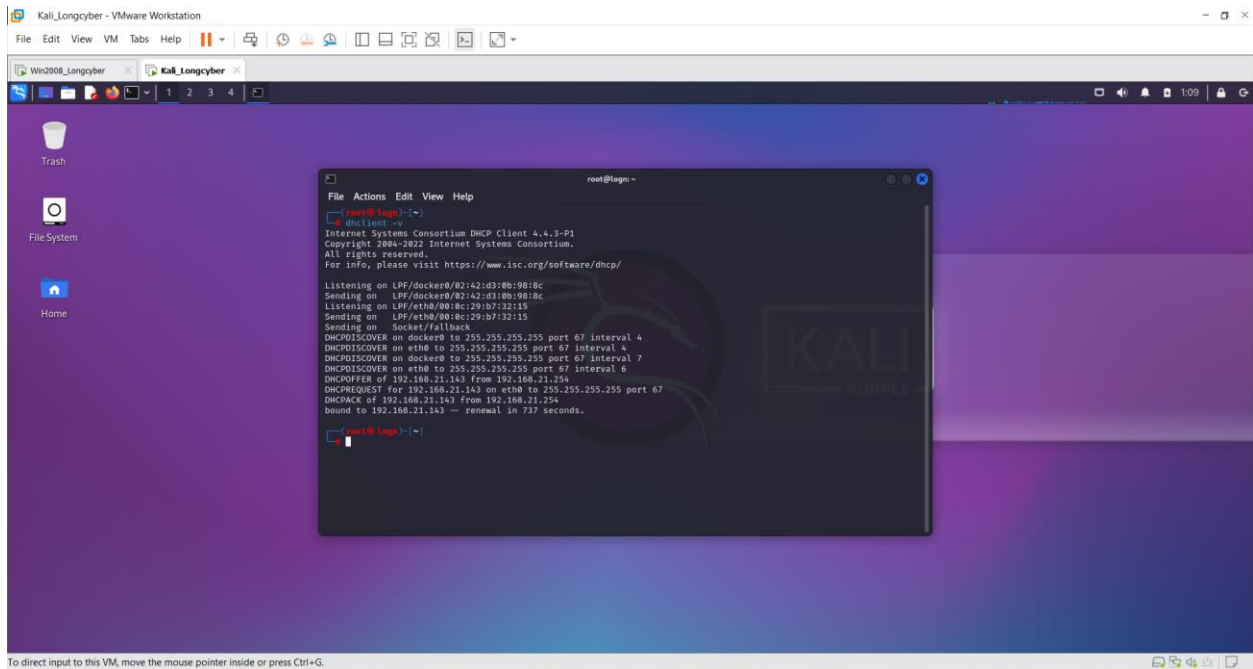 Kali_Longcyber - VMware Workstation
File Edit View VM Tabs Help
Win2008_Longcyber Kali_Longcyber
1 2 3 4 1:09
Trash
File System
Home
root@logn: ~
File Actions Edit View Help
(root@logn)-[~]
# dhclient -v
Internet Systems Consortium DHCP Client 4.4.3-P1
Copyright 2004-2022 Internet Systems Consortium.
All rights reserved.
For info, please visit https://www.isc.org/software/dhcp/
Listening on LPF/docker0/02:42:d3:0b:98:8c
Sending on LPF/docker0/02:42:d3:0b:98:8c
Listening on LPF/eth0/00:0c:29:b7:32:15
Sending on LPF/eth0/00:0c:29:b7:32:15
Sending on Socket/fallback
DHCPDISCOVER on docker0 to 255.255.255.255 port 67 interval 4
DHCPDISCOVER on eth0 to 255.255.255.255 port 67 interval 4
DHCPDISCOVER on docker0 to 255.255.255.255 port 67 interval 7
DHCPDISCOVER on eth0 to 255.255.255.255 port 67 interval 6
DHCPOFFER of 192.168.21.143 from 192.168.21.254
DHCPREQUEST for 192.168.21.143 on eth0 to 255.255.255.255 port 67
DHCPACK of 192.168.21.143 from 192.168.21.254
bound to 192.168.21.143 -- renewal in 737 seconds.
(root@logn)-[~]
#
KALI
PURPLE
To direct input to this VM, move the mouse pointer inside or press Ctrl+G.